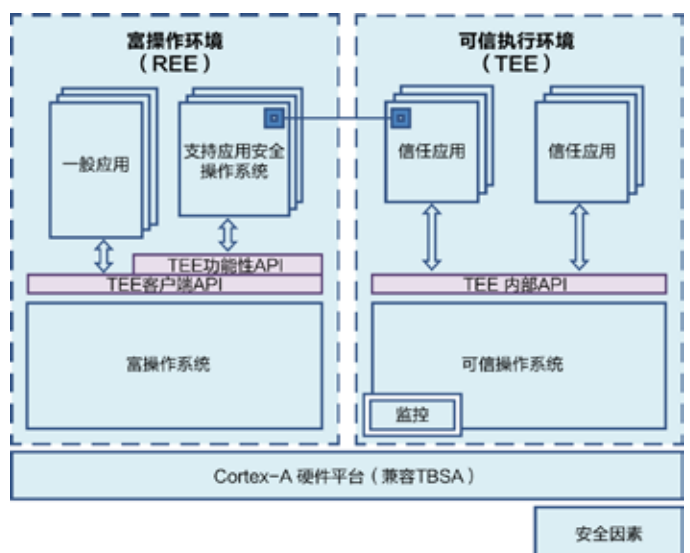 富操作环境
（REE）
可信执行环境
（TEE）
一般应用
支持应用安全
操作系统
信任应用
信任应用
TEE功能性API
TEE客户端API
TEE 内部API
富操作系统
可信操作系统
监控
Cortex-A 硬件平台（兼容TBSA）
安全因素